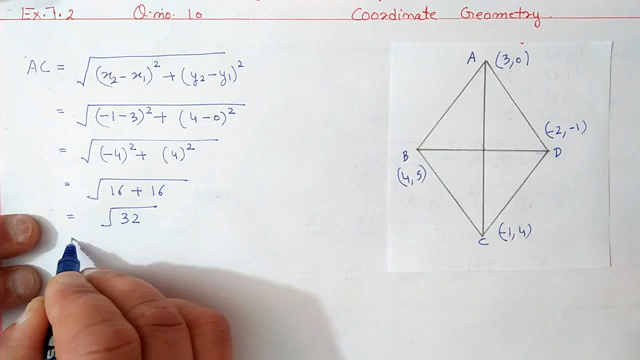 Ex.7.2 Q.no. 10 Coordinate Geometry.
AC = √(x₂-x₁)² + (y₂-y₁)²
= √(-1-3)² + (4-0)²
= √(-4)² + (4)²
= √16 + 16
= √32
=
A (3,0)
(-2,-1)
B
D
(4,5)
C (-1,4)